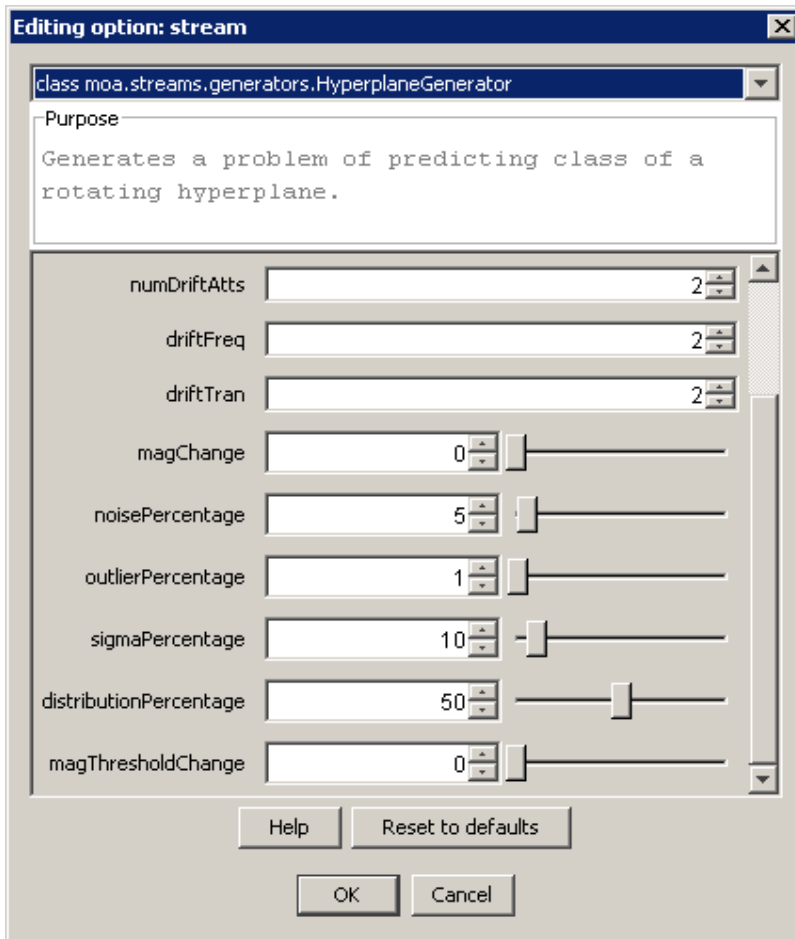 Editing option: stream
class moa.streams.generators.HyperplaneGenerator
Purpose
Generates a problem of predicting class of a
rotating hyperplane.
numDriftAtts 2
driftFreq 2
driftTran 2
magChange 0
noisePercentage 5
outlierPercentage 1
sigmaPercentage 10
distributionPercentage 50
magThresholdChange 0
Help Reset to defaults
OK Cancel